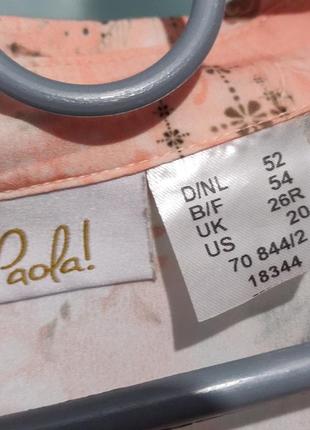 Paola!
D/NL 52
B/F 54
UK 26R
US 20
70 844/2
18344